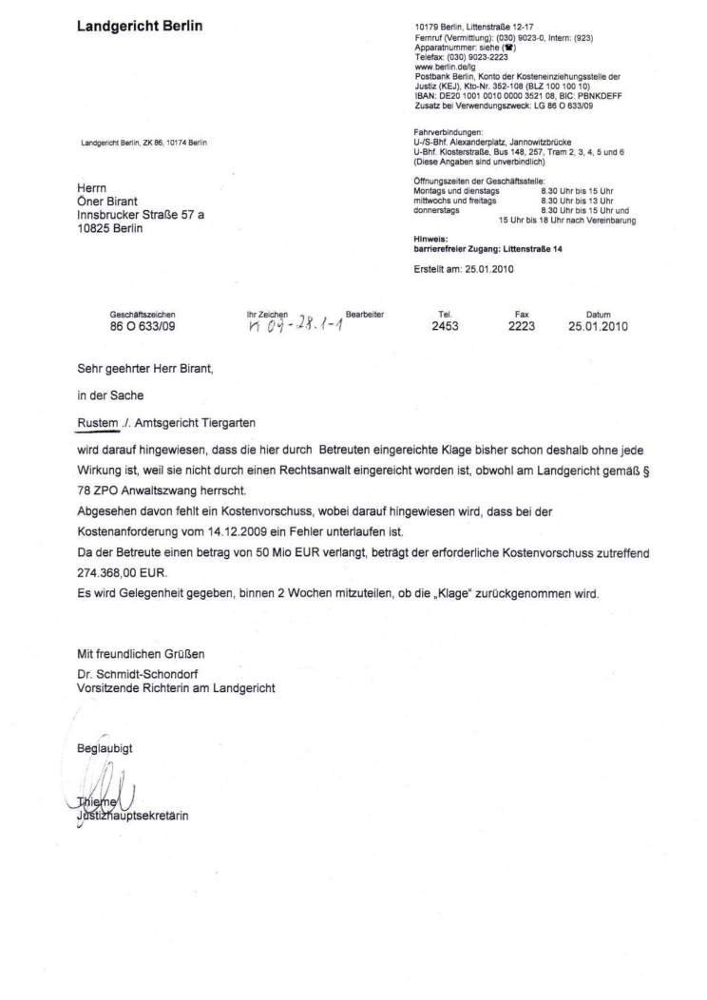 Landgericht Berlin
10179 Berlin, Littenstraße 12-17
Fernruf (Vermittlung): (030) 9023-0, Intern: (923)
Apparatnummer: siehe (☎)
Telefax: (030) 9023-2223
www.berlin.de/lg
Postbank Berlin, Konto der Kosteneinziehungsstelle der
Justiz (KEJ), Kto-Nr. 352-108 (BLZ 100 100 10)
IBAN: DE20 1001 0010 0000 3521 08, BIC: PBNKDEFF
Zusatz bei Verwendungszweck: LG 86 O 633/09
Fahrverbindungen:
U-/S-Bhf. Alexanderplatz, Jannowitzbrücke
U-Bhf. Klosterstraße, Bus 148, 257, Tram 2, 3, 4, 5 und 6
(Diese Angaben sind unverbindlich)
Landgericht Berlin, ZK 86, 10174 Berlin
Herrn
Öner Birant
Innsbrucker Straße 57 a
10825 Berlin
Öffnungszeiten der Geschäftsstelle:
Montags und dienstags 8.30 Uhr bis 15 Uhr
mittwochs und freitags 8.30 Uhr bis 13 Uhr
donnerstags 8.30 Uhr bis 15 Uhr und
15 Uhr bis 18 Uhr nach Vereinbarung
Hinweis:
barrierefreier Zugang: Littenstraße 14
Erstellt am: 25.01.2010
Geschäftszeichen Ihr Zeichen Bearbeiter Tel. Fax Datum
86 O 633/09 09-28.1-1 2453 2223 25.01.2010
Sehr geehrter Herr Birant,
in der Sache
Rustem ./. Amtsgericht Tiergarten
wird darauf hingewiesen, dass die hier durch Betreuten eingereichte Klage bisher schon deshalb ohne jede
Wirkung ist, weil sie nicht durch einen Rechtsanwalt eingereicht worden ist, obwohl am Landgericht gemäß §
78 ZPO Anwaltszwang herrscht.
Abgesehen davon fehlt ein Kostenvorschuss, wobei darauf hingewiesen wird, dass bei der
Kostenanforderung vom 14.12.2009 ein Fehler unterlaufen ist.
Da der Betreute einen betrag von 50 Mio EUR verlangt, beträgt der erforderliche Kostenvorschuss zutreffend
274.368,00 EUR.
Es wird Gelegenheit gegeben, binnen 2 Wochen mitzuteilen, ob die „Klage“ zurückgenommen wird.
Mit freundlichen Grüßen
Dr. Schmidt-Schondorf
Vorsitzende Richterin am Landgericht
Beglaubigt
Thieme
Justizhauptsekretärin